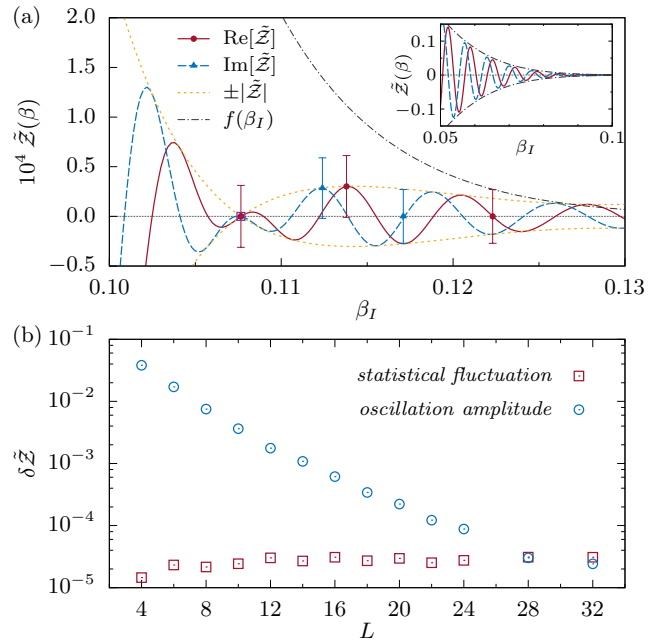 (a)
Re[Z̃]
Im[Z̃]
±|Z̃|
f(β_I)
10^4 Z̃(β)
2.0
1.5
1.0
0.5
0.0
−0.5
0.10
0.11
0.12
0.13
β_I
Z̃(β)
0.1
0
−0.1
0.05
0.1
β_I
(b)
statistical fluctuation
oscillation amplitude
δZ̃
10^−1
10^−2
10^−3
10^−4
10^−5
4 8 12 16 20 24 28 32
L